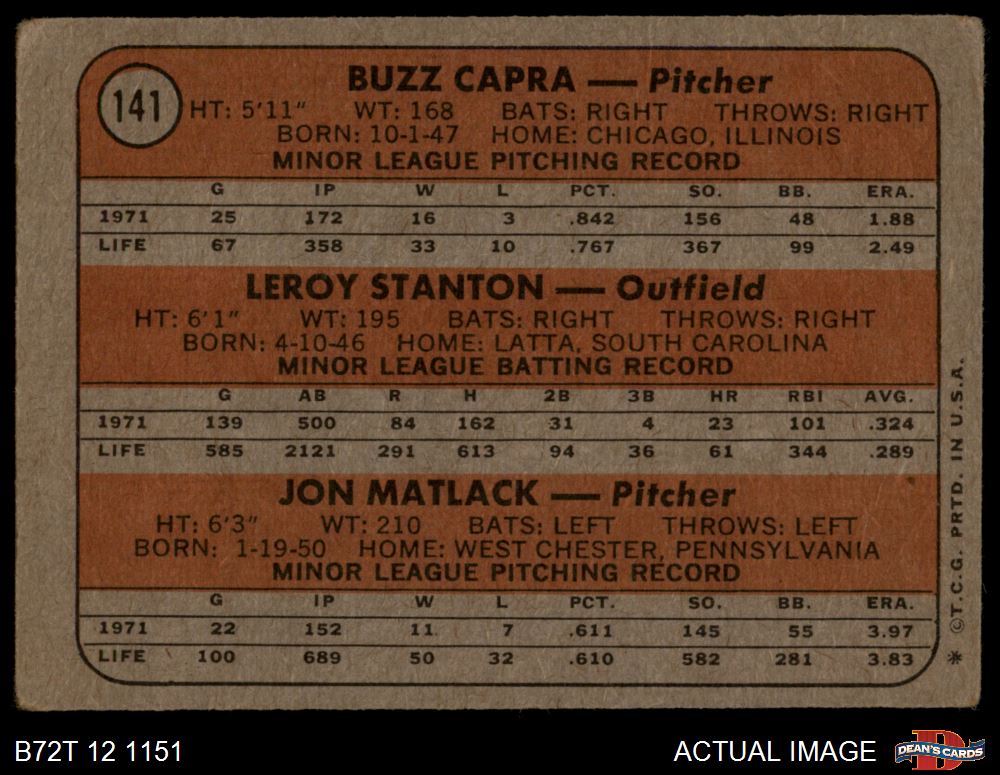 141
BUZZ CAPRA — Pitcher
HT: 5'11" WT: 168 BATS: RIGHT THROWS: RIGHT
BORN: 10-1-47 HOME: CHICAGO, ILLINOIS
MINOR LEAGUE PITCHING RECORD
G IP W L PCT. SO. BB. ERA.
1971 25 172 16 3 .842 156 48 1.88
LIFE 67 358 33 10 .767 367 99 2.49
LEROY STANTON — Outfield
HT: 6'1" WT: 195 BATS: RIGHT THROWS: RIGHT
BORN: 4-10-46 HOME: LATTA, SOUTH CAROLINA
MINOR LEAGUE BATTING RECORD
G AB R H 2B 3B HR RBI AVG.
1971 139 500 84 162 31 4 23 101 .324
LIFE 585 2121 291 613 94 36 61 344 .289
JON MATLACK — Pitcher
HT: 6'3" WT: 210 BATS: LEFT THROWS: LEFT
BORN: 1-19-50 HOME: WEST CHESTER, PENNSYLVANIA
MINOR LEAGUE PITCHING RECORD
G IP W L PCT. SO. BB. ERA.
1971 22 152 11 7 .611 145 55 3.97
LIFE 100 689 50 32 .610 582 281 3.83
* ©T.C.G. PRTD. IN U.S.A.
B72T 12 1151
ACTUAL IMAGE
DEAN'S CARDS